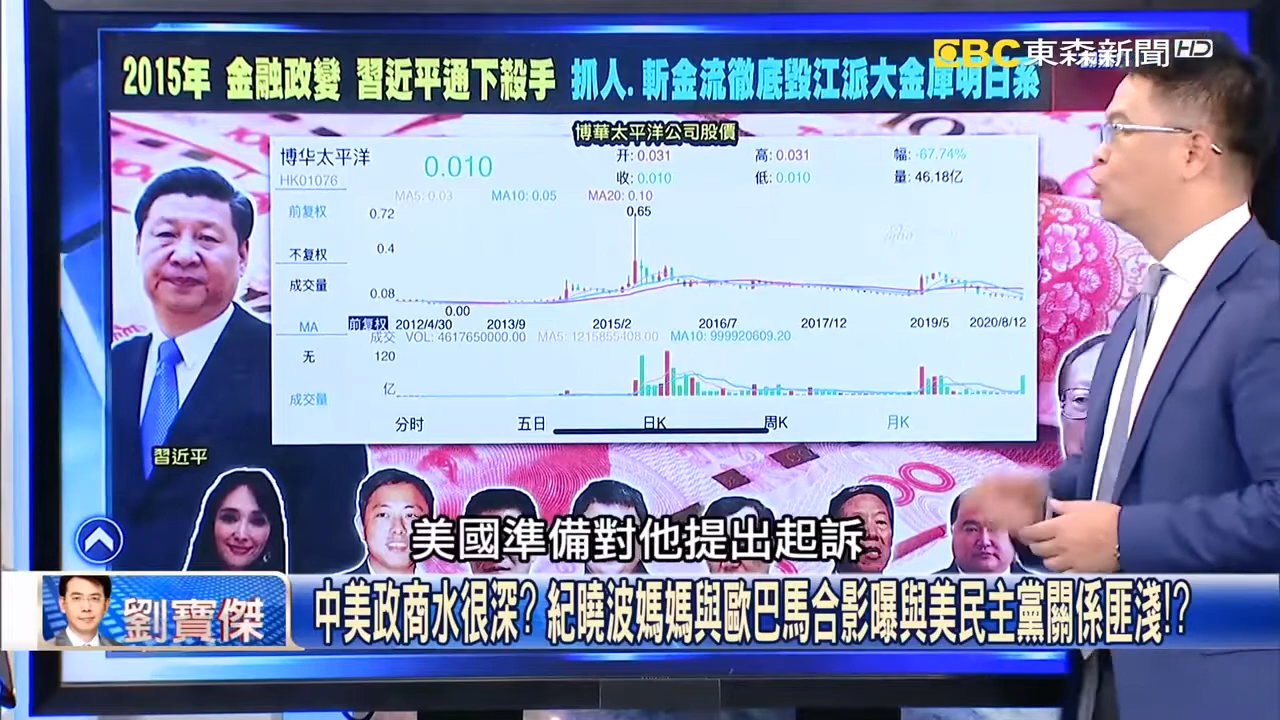 EBC 東森新聞 HD
2015年 金融政變 習近平痛下殺手 抓人.斬金流徹底毀江派大金庫明日系
博華太平洋公司股價
博华太平洋
HK01076
0.010
开: 0.031
高: 0.031
幅: -67.74%
收: 0.010
低: 0.010
量: 46.18亿
MA5: 0.03
MA10: 0.05
MA20: 0.10
前复权
不复权
成交量
MA
无
成交量
0.72
0.4
0.08
0.65
0.00
前复权
2012/4/30
2013/9
2015/2
2016/7
2017/12
2019/5
2020/8/12
成交
VOL: 4617650000.00
MA5: 1215855408.00
MA10: 999920609.20
120
亿
分时
五日
日K
周K
月K
習近平
美國準備對他提出起訴
劉寶傑
中美政商水很深? 紀曉波媽媽與歐巴馬合影曝與美民主黨關係匪淺!?